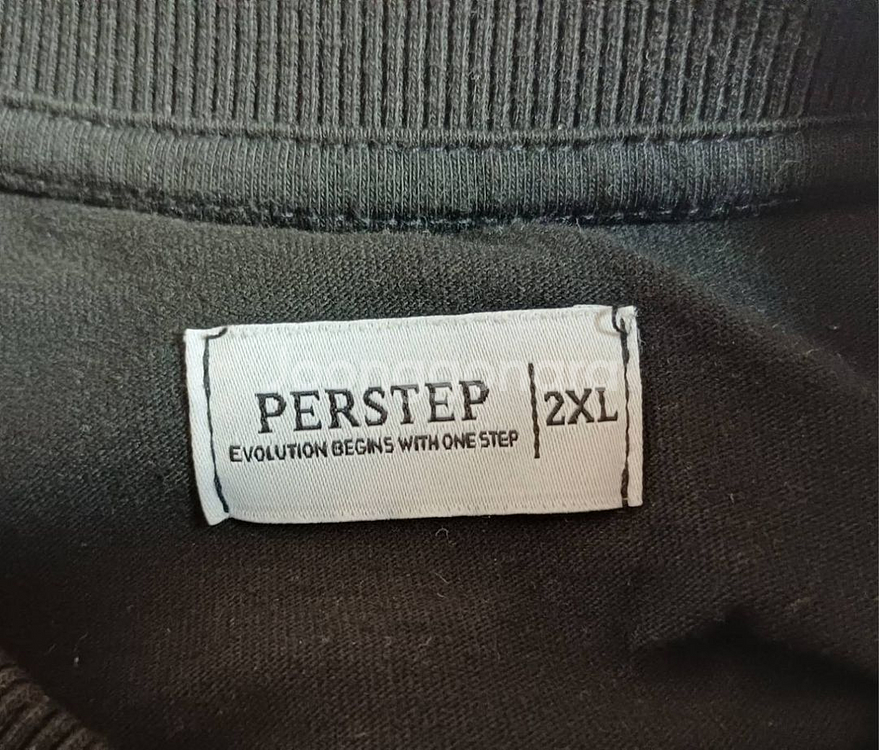 PERSTEP
EVOLUTION BEGINS WITH ONE STEP
2XL